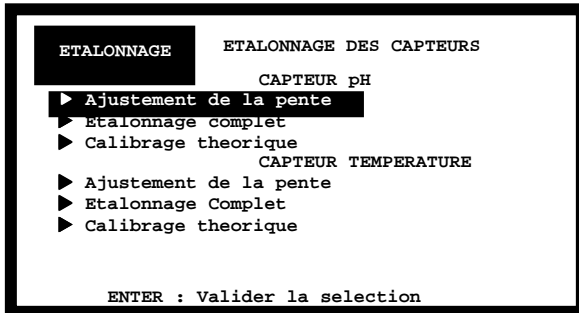 ETALONNAGE
ETALONNAGE DES CAPTEURS
CAPTEUR pH
Ajustement de la pente
Etalonnage complet
Calibrage theorique
CAPTEUR TEMPERATURE
Ajustement de la pente
Etalonnage Complet
Calibrage theorique
ENTER : Valider la selection